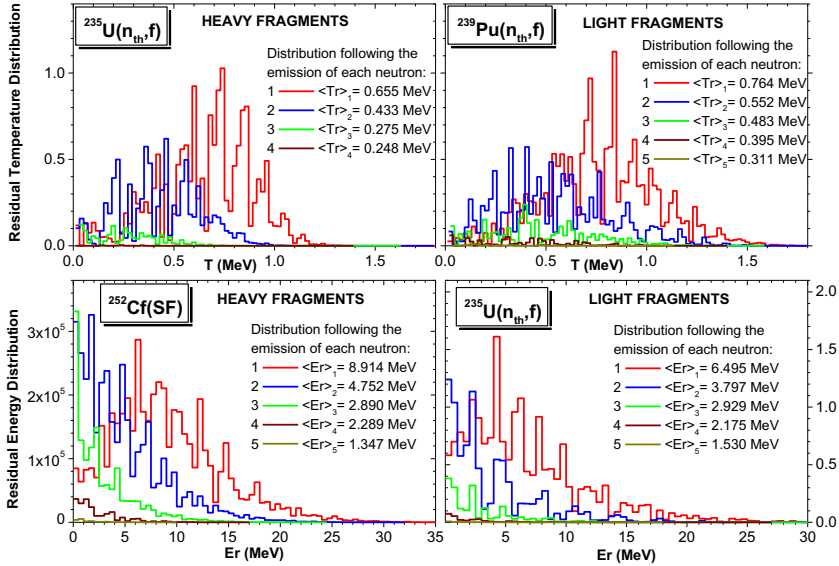 Residual Temperature Distribution
²³⁵U(n_th,f)
HEAVY FRAGMENTS
Distribution following the
emission of each neutron:
1 <Tr>₁= 0.655 MeV
2 <Tr>₂= 0.433 MeV
3 <Tr>₃= 0.275 MeV
4 <Tr>₄= 0.248 MeV
1.0
0.5
0.0
0.0 0.5 1.0 1.5
T (MeV)
²³⁹Pu(n_th,f)
LIGHT FRAGMENTS
Distribution following the
emission of each neutron:
1 <Tr>₁= 0.764 MeV
2 <Tr>₂= 0.552 MeV
3 <Tr>₃= 0.483 MeV
4 <Tr>₄= 0.395 MeV
5 <Tr>₅= 0.311 MeV
0.0 0.5 1.0 1.5
T (MeV)
Residual Energy Distribution
²⁵²Cf(SF)
HEAVY FRAGMENTS
Distribution following the
emission of each neutron:
1 <Er>₁= 8.914 MeV
2 <Er>₂= 4.752 MeV
3 <Er>₃= 2.890 MeV
4 <Er>₄= 2.289 MeV
5 <Er>₅= 1.347 MeV
3x10⁵
2x10⁵
1x10⁵
0
0 5 10 15 20 25 30 35
Er (MeV)
²³⁵U(n_th,f)
LIGHT FRAGMENTS
Distribution following the
emission of each neutron:
1 <Er>₁= 6.495 MeV
2 <Er>₂= 3.797 MeV
3 <Er>₃= 2.929 MeV
4 <Er>₄= 2.175 MeV
5 <Er>₅= 1.530 MeV
2.0
1.5
1.0
0.5
0.0
5 10 15 20 25 30
Er (MeV)